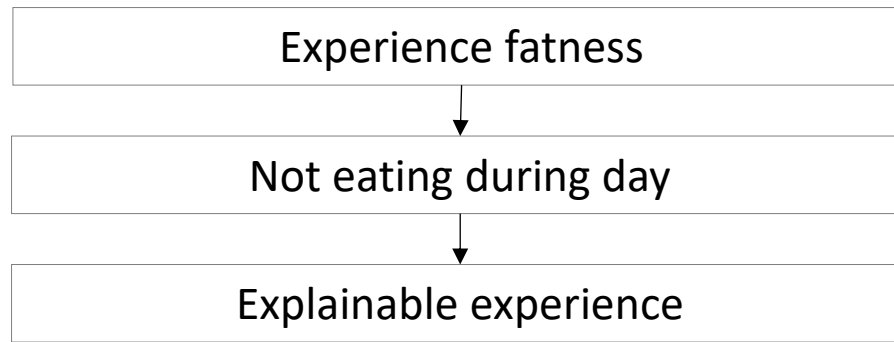 Experience fatness
Not eating during day
Explainable experience